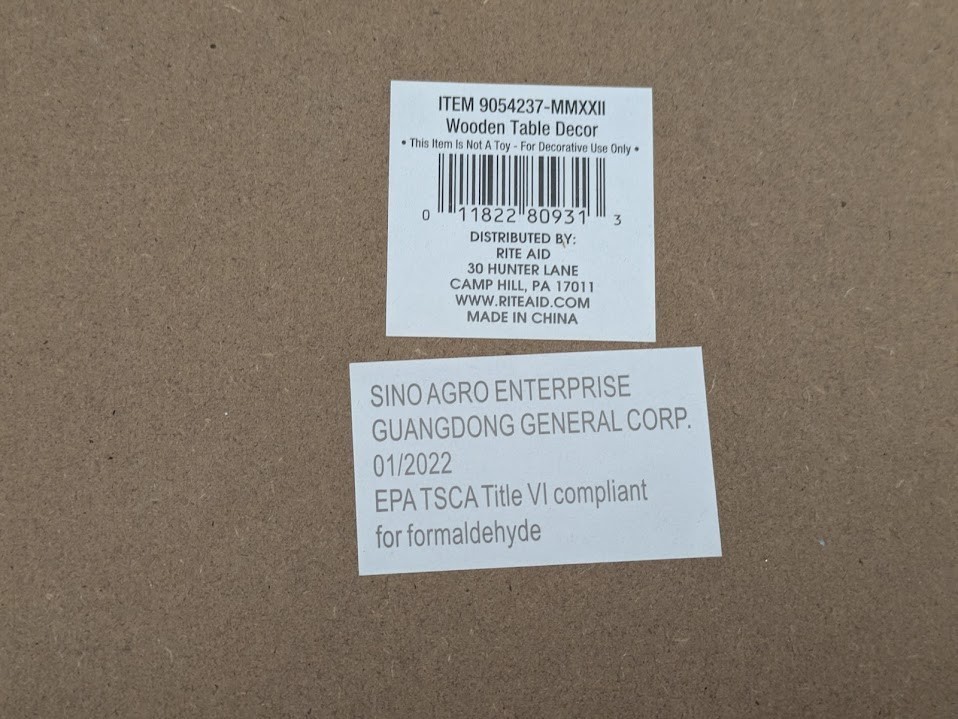 ITEM 9054237-MMXXII
Wooden Table Decor
• This Item Is Not A Toy - For Decorative Use Only •
0 11822 80931 3
DISTRIBUTED BY:
RITE AID
30 HUNTER LANE
CAMP HILL, PA 17011
WWW.RITEAID.COM
MADE IN CHINA
SINO AGRO ENTERPRISE
GUANGDONG GENERAL CORP.
01/2022
EPA TSCA Title VI compliant
for formaldehyde